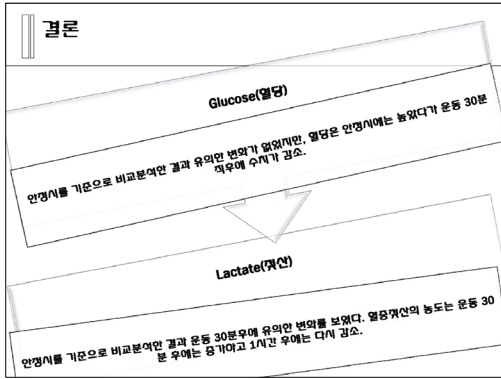 결론
Glucose(혈당)
안정시를 기준으로 비교분석한 결과 유의한 변화가 없었지만, 혈당은 안정시에는 높았다가 운동 30분
직후에 수치가 감소.
Lactate(젖산)
안정시를 기준으로 비교분석한 결과 운동 30분후에 유의한 변화를 보였다. 혈중젖산의 농도는 운동 30
분 후에는 증가하고 1시간 후에는 다시 감소.